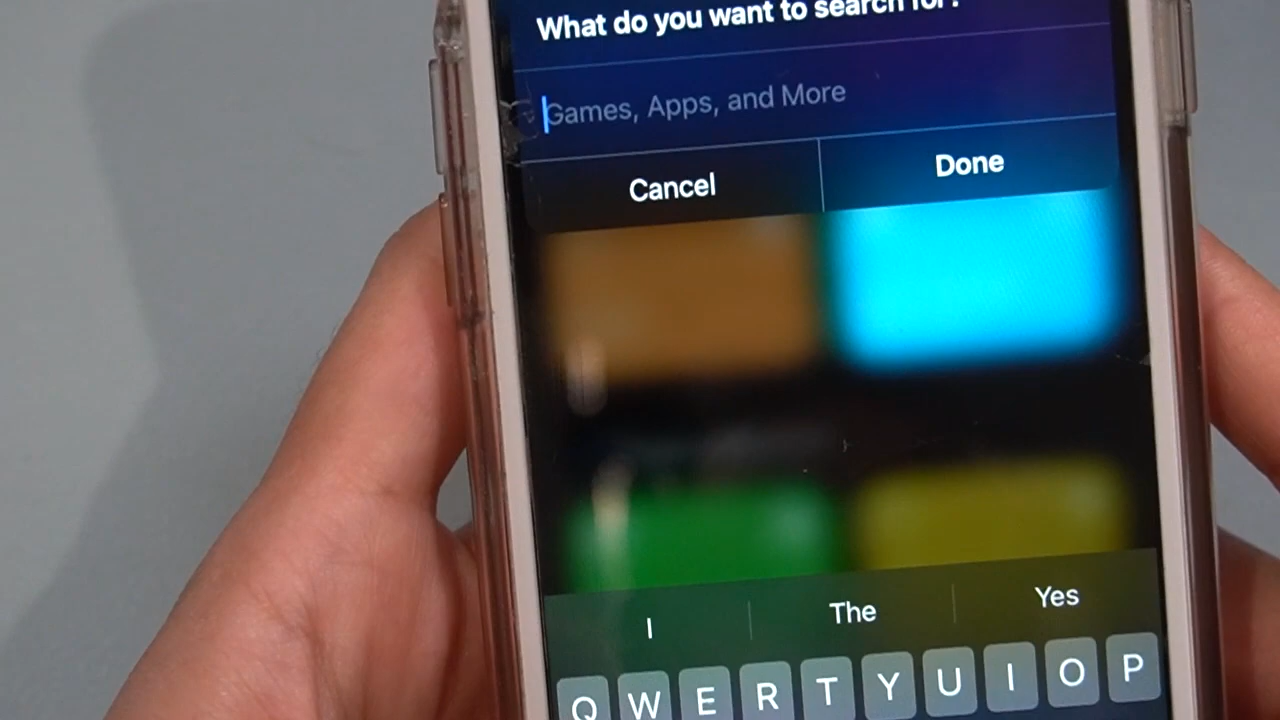 What do you want to search for?
Games, Apps, and More
Cancel Done
I The Yes
Q W E R T Y U I O P